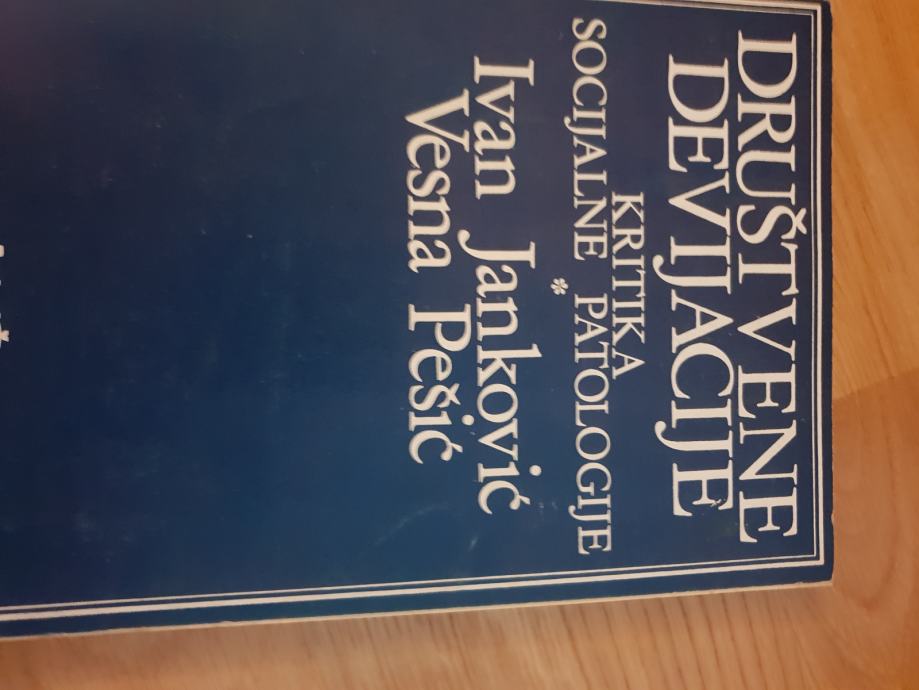 DRUŠTVENE
DEVIJACIJE
KRITIKA
SOCIJALNE PATOLOGIJE
*
Ivan Janković
Vesna Pešić